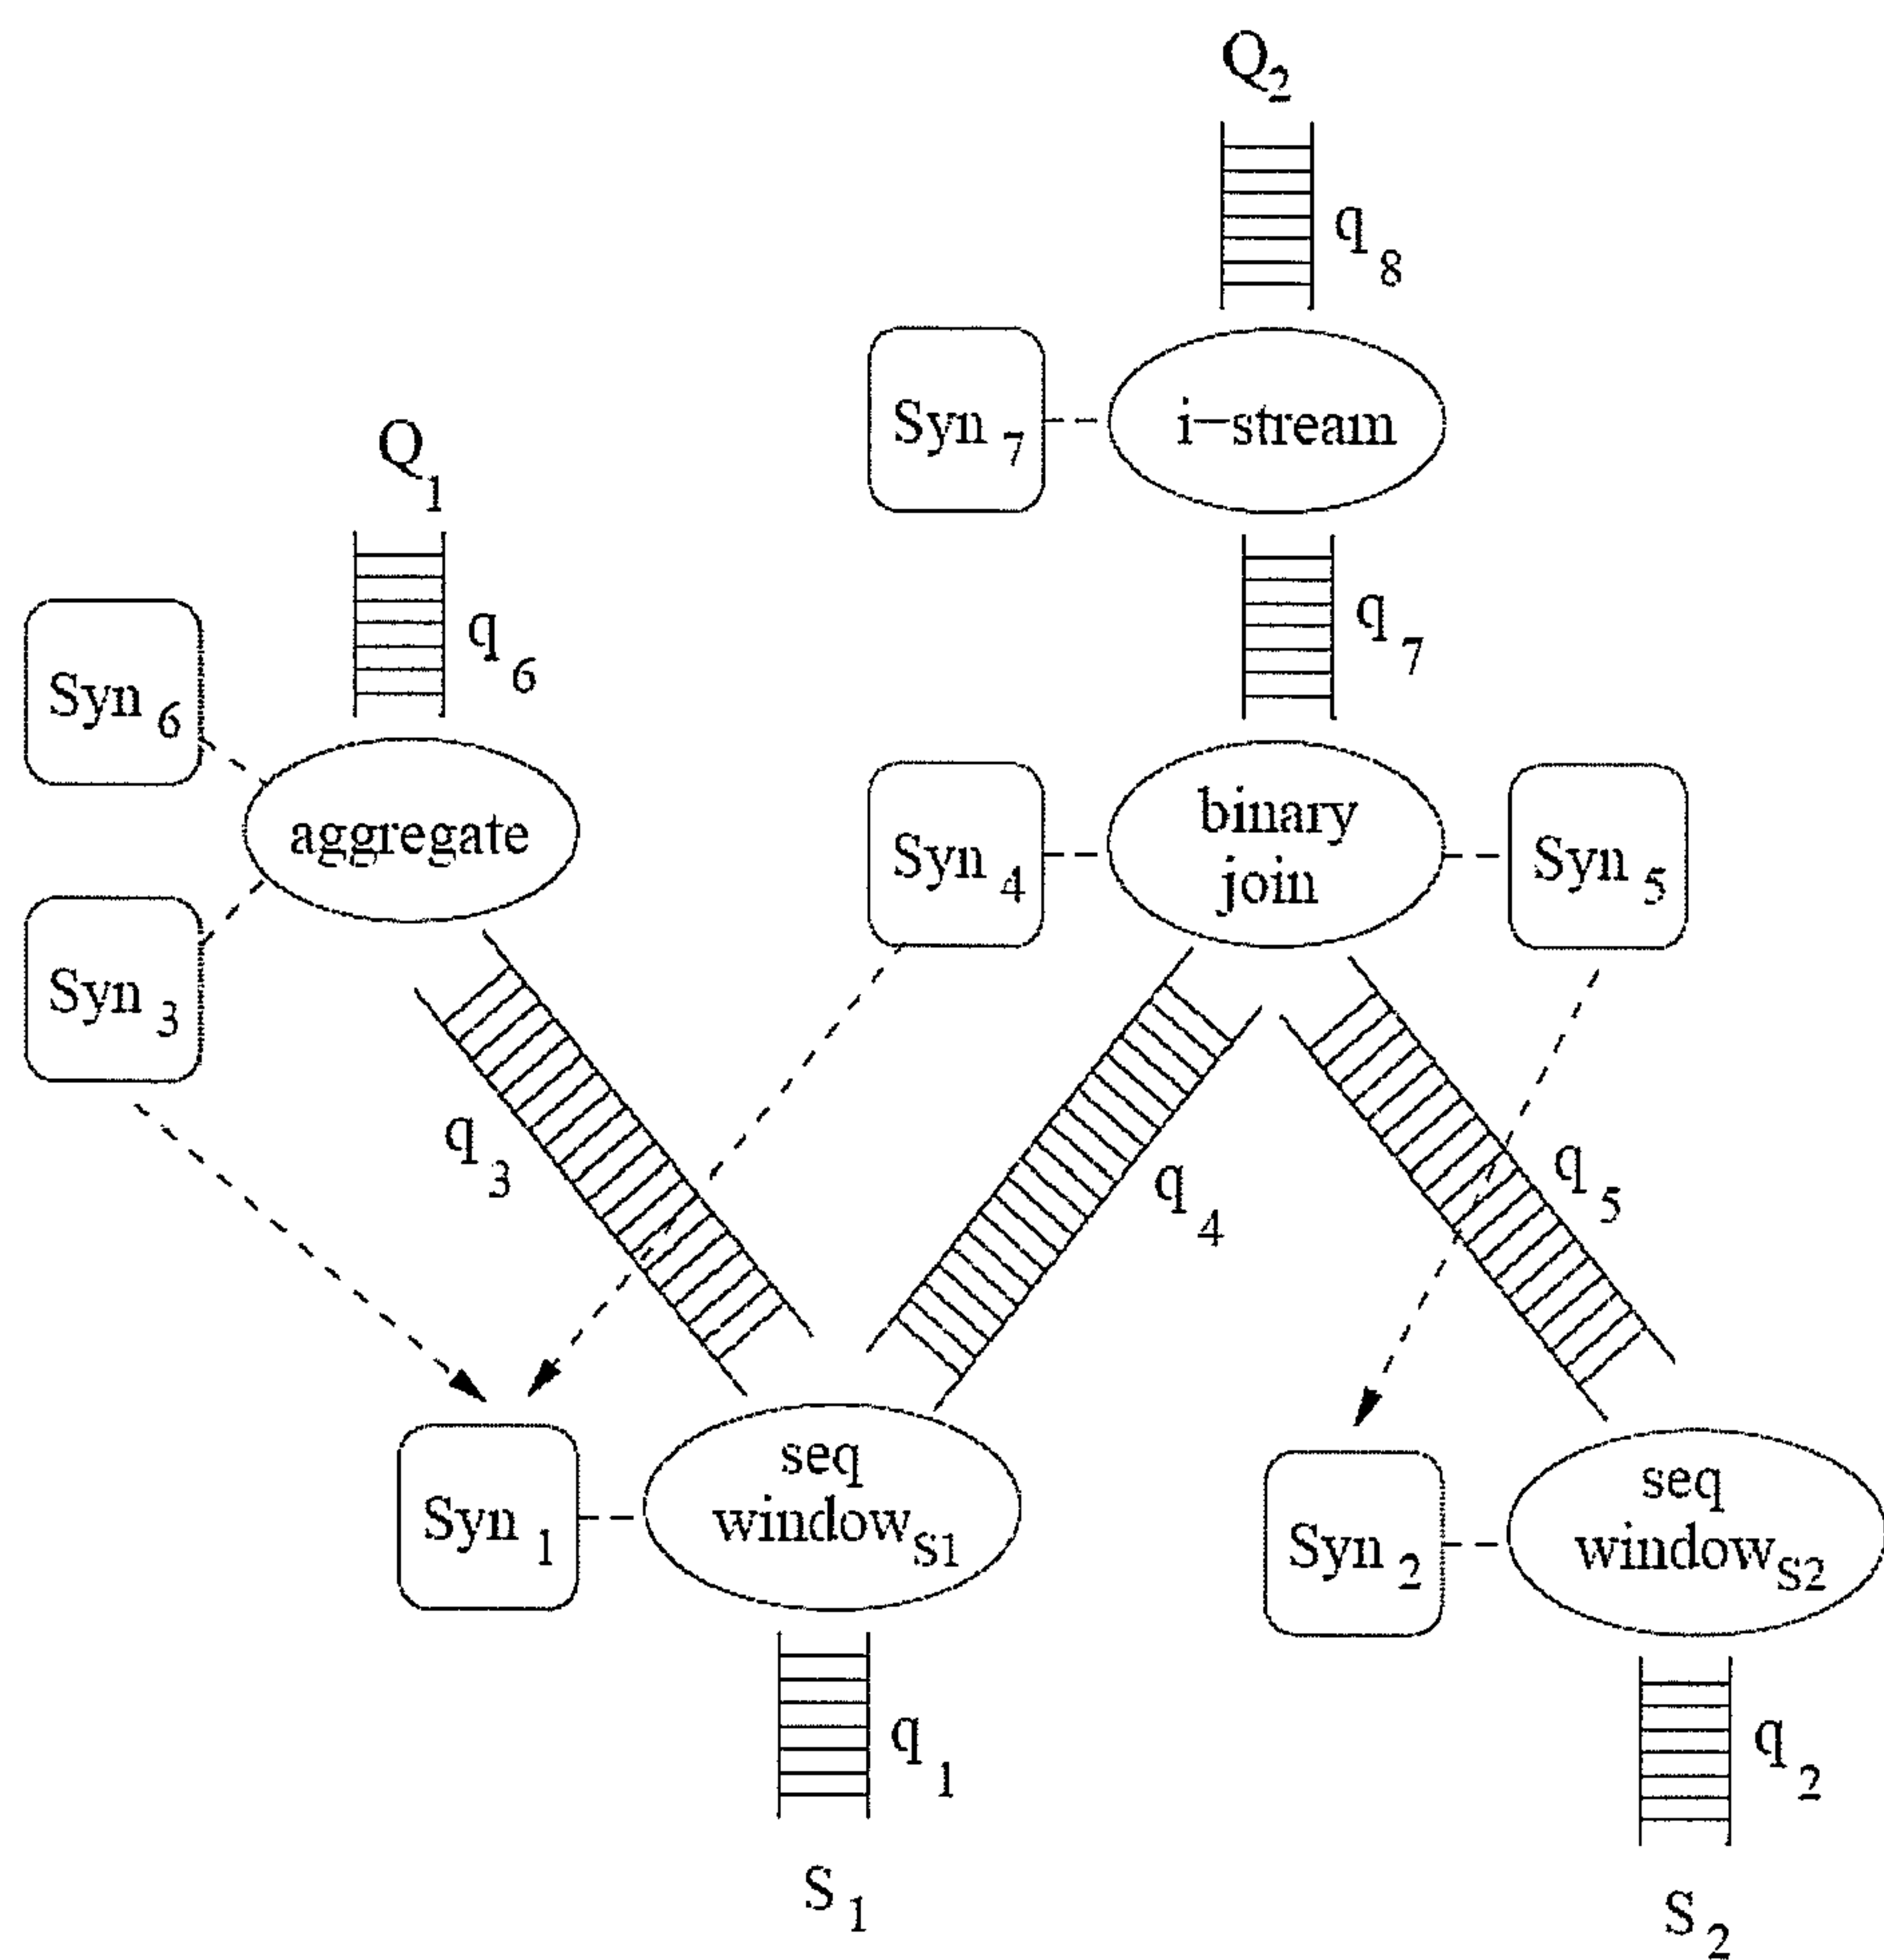 Q2
q8
Syn7
i-stream
Q1
q7
q6
Syn6
aggregate
Syn4
binary
join
Syn5
Syn3
q3
q4
q5
Syn1
seq
windowS1
Syn2
seq
windowS2
q1
q2
S1
S2